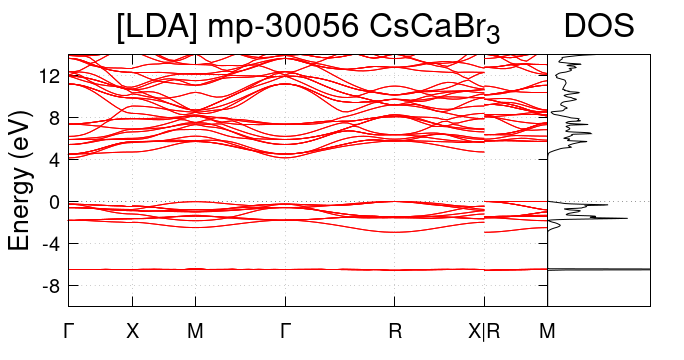 [LDA] mp-30056 CsCaBr3 DOS
Energy (eV)
12
8
4
0
-4
-8
Γ X M Γ R X|R M